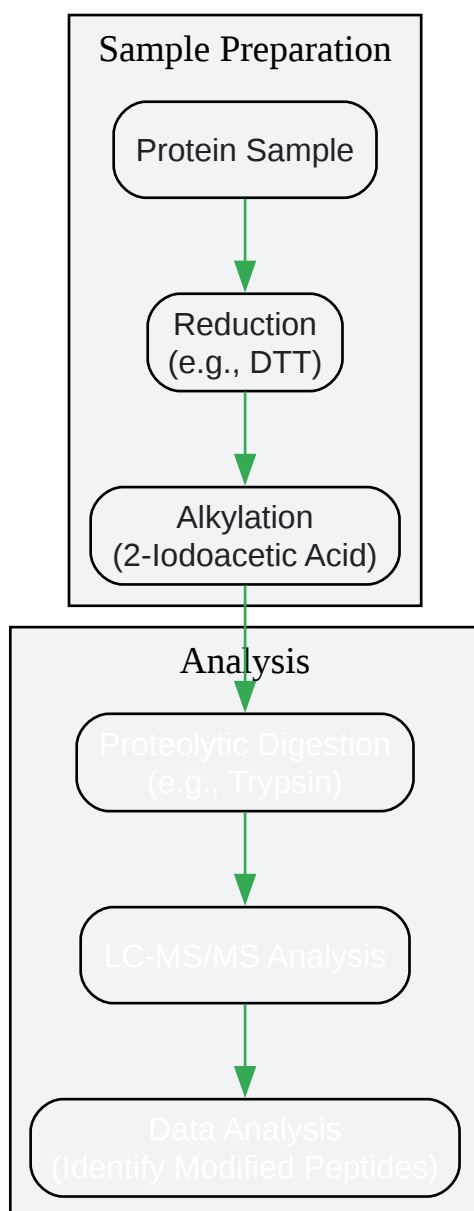 Sample Preparation
Protein Sample
Reduction
(e.g., DTT)
Alkylation
(2-Iodoacetic Acid)
Analysis
Proteolytic Digestion
(e.g., Trypsin)
LC-MS/MS Analysis
Data Analysis
(Identify Modified Peptides)